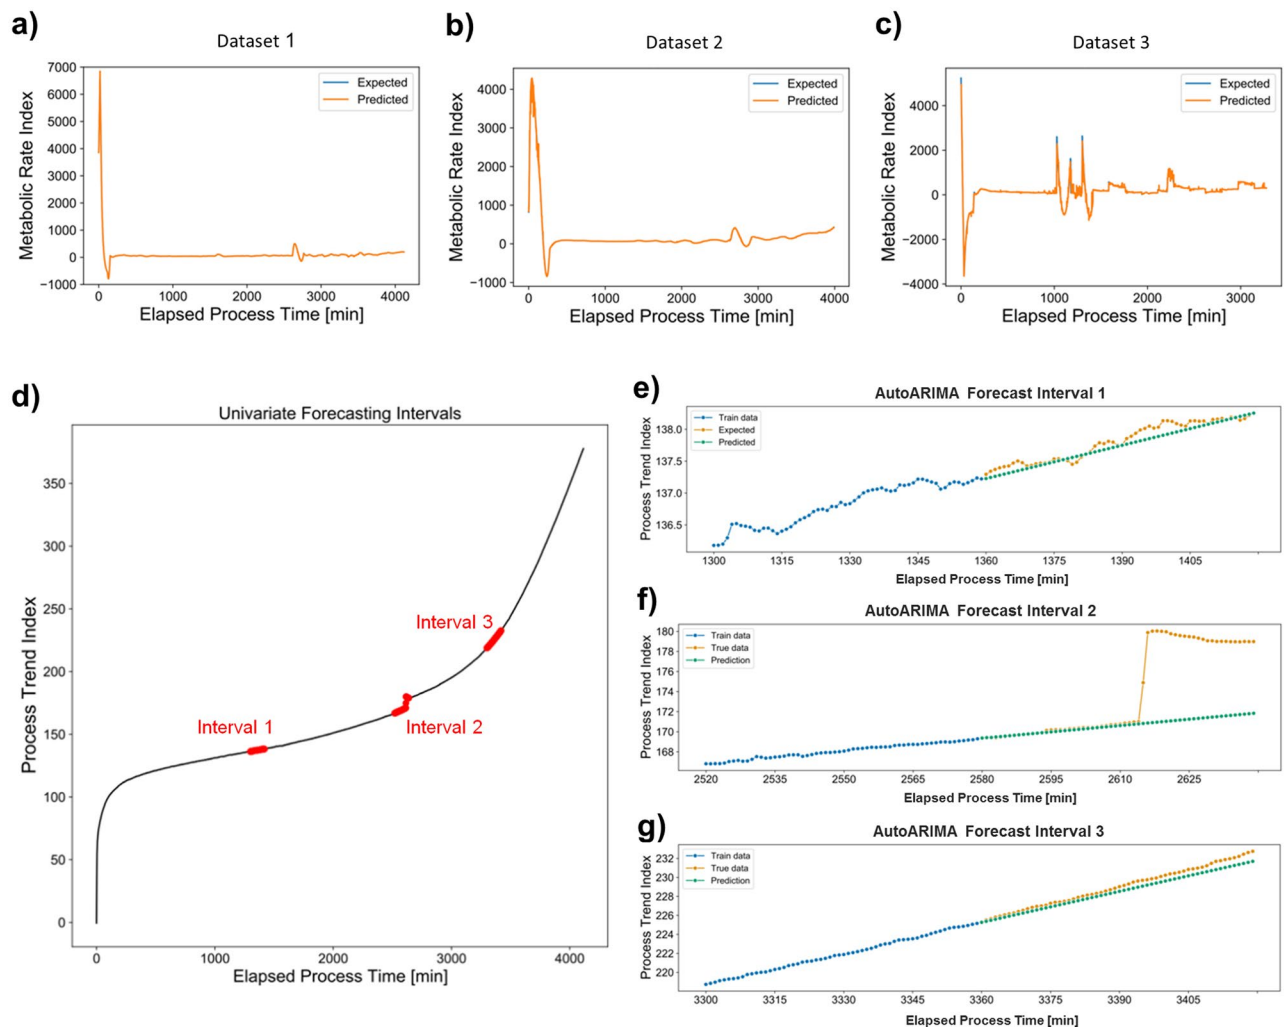 a)
Dataset 1
Metabolic Rate Index
7000
6000
5000
4000
3000
2000
1000
0
−1000
Expected
Predicted
0 1000 2000 3000 4000
Elapsed Process Time [min]
b)
Dataset 2
Metabolic Rate Index
4000
3000
2000
1000
0
−1000
Expected
Predicted
0 1000 2000 3000 4000
Elapsed Process Time [min]
c)
Dataset 3
Metabolic Rate Index
4000
2000
0
−2000
−4000
Expected
Predicted
0 1000 2000 3000
Elapsed Process Time [min]
d)
Univariate Forecasting Intervals
Process Trend Index
350
300
250
200
150
100
50
0
Interval 3
Interval 1
Interval 2
0 1000 2000 3000 4000
Elapsed Process Time [min]
e)
AutoARIMA Forecast Interval 1
Process Trend Index
138.0
137.5
137.0
136.5
Train data
Expected
Predicted
1300 1315 1330 1345 1360 1375 1390 1405
Elapsed Process Time [min]
f)
AutoARIMA Forecast Interval 2
Process Trend Index
180
178
176
174
172
170
168
Train data
True data
Prediction
2520 2535 2550 2565 2580 2595 2610 2625
Elapsed Process Time [min]
g)
AutoARIMA Forecast Interval 3
Process Trend Index
232
230
228
226
224
222
220
Train data
True data
Prediction
3300 3315 3330 3345 3360 3375 3390 3405
Elapsed Process Time [min]